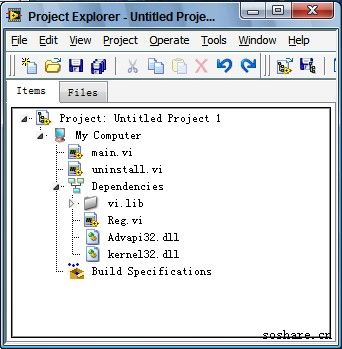 Project Explorer - Untitled Proje...
File Edit View Project Operate Tools Window Help
Items Files
Project: Untitled Project 1
My Computer
main.vi
uninstall.vi
Dependencies
vi.lib
Reg.vi
Advapi32.dll
kernel32.dll
Build Specifications
soshare.cn